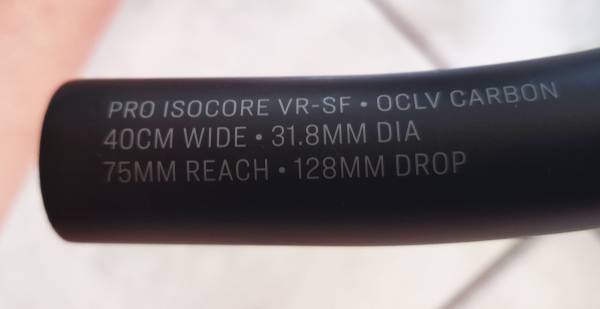 PRO ISOCORE VR-SF • OCLV CARBON
40CM WIDE • 31.8MM DIA
75MM REACH • 128MM DROP